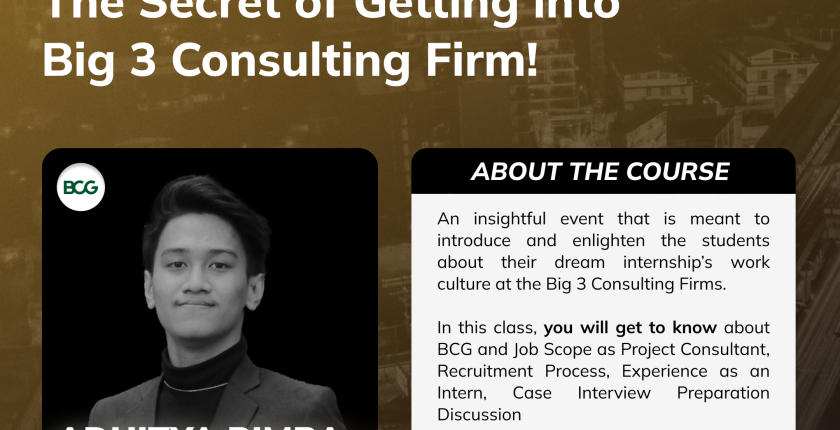 The Secret of Getting into
Big 3 Consulting Firm!
BCG
ABOUT THE COURSE
An insightful event that is meant to
introduce and enlighten the students
about their dream internship's work
culture at the Big 3 Consulting Firms.
In this class, you will get to know about
BCG and Job Scope as Project Consultant,
Recruitment Process, Experience as an
Intern, Case Interview Preparation
Discussion